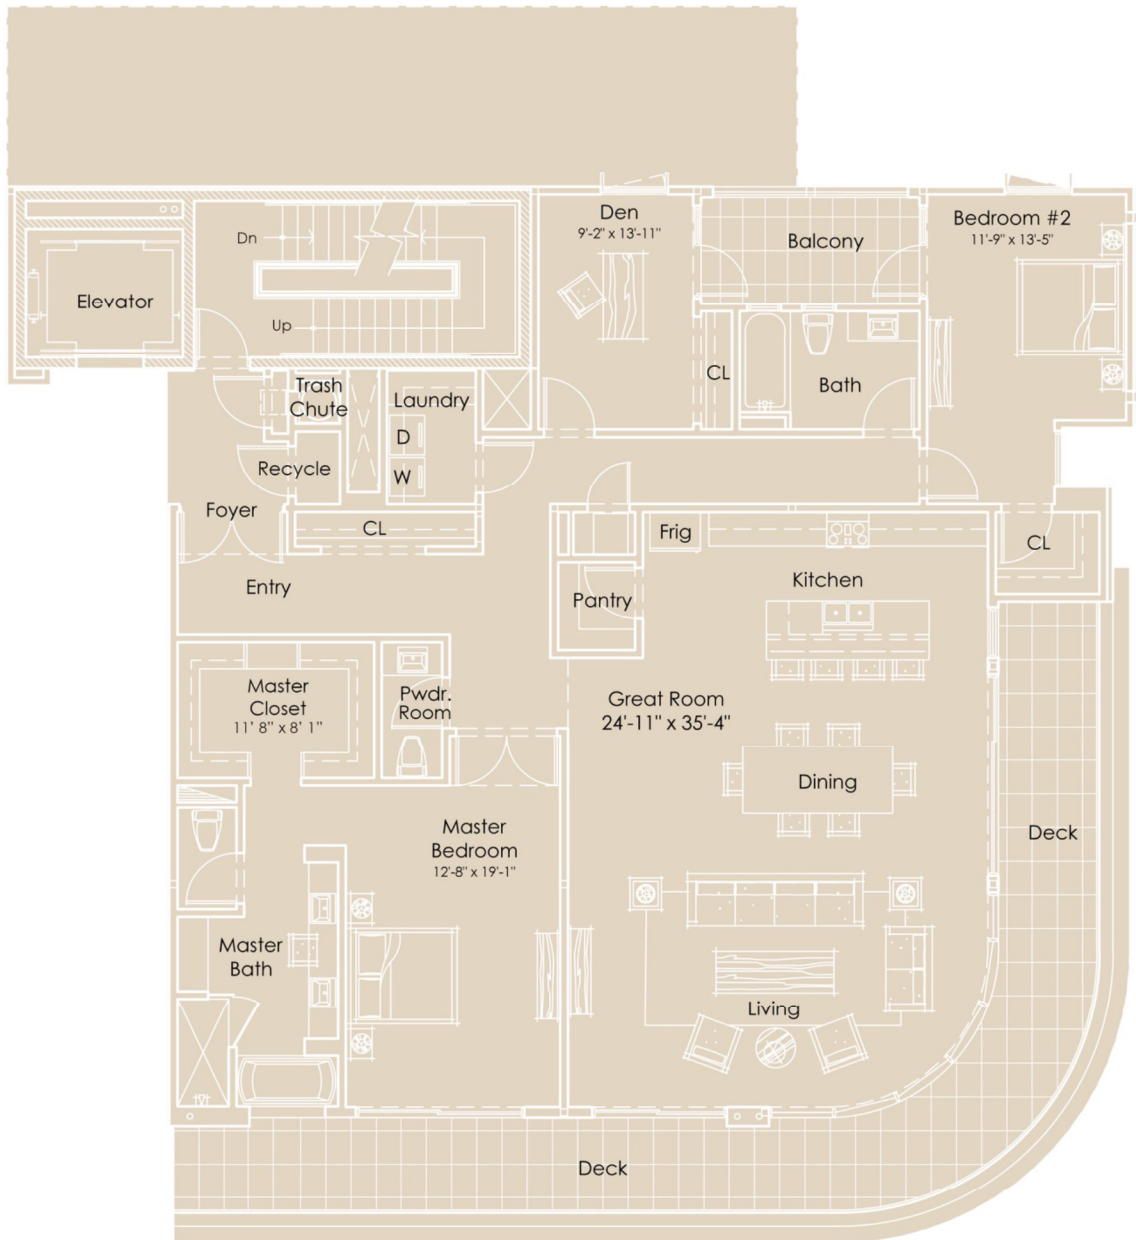 Den
9'-2" x 13'-11"
Bedroom #2
11'-9" x 13'-5"
Dn
Balcony
Elevator
Up
Trash
Chute
Laundry
CL
Bath
D
W
Recycle
Foyer
CL
Frig
CL
Entry
Kitchen
Pantry
Master
Closet
11' 8" x 8' 1"
Pwdr.
Room
Great Room
24'-11" x 35'-4"
Dining
Master
Bedroom
12'-8" x 19'-1"
Deck
Master
Bath
Living
Deck